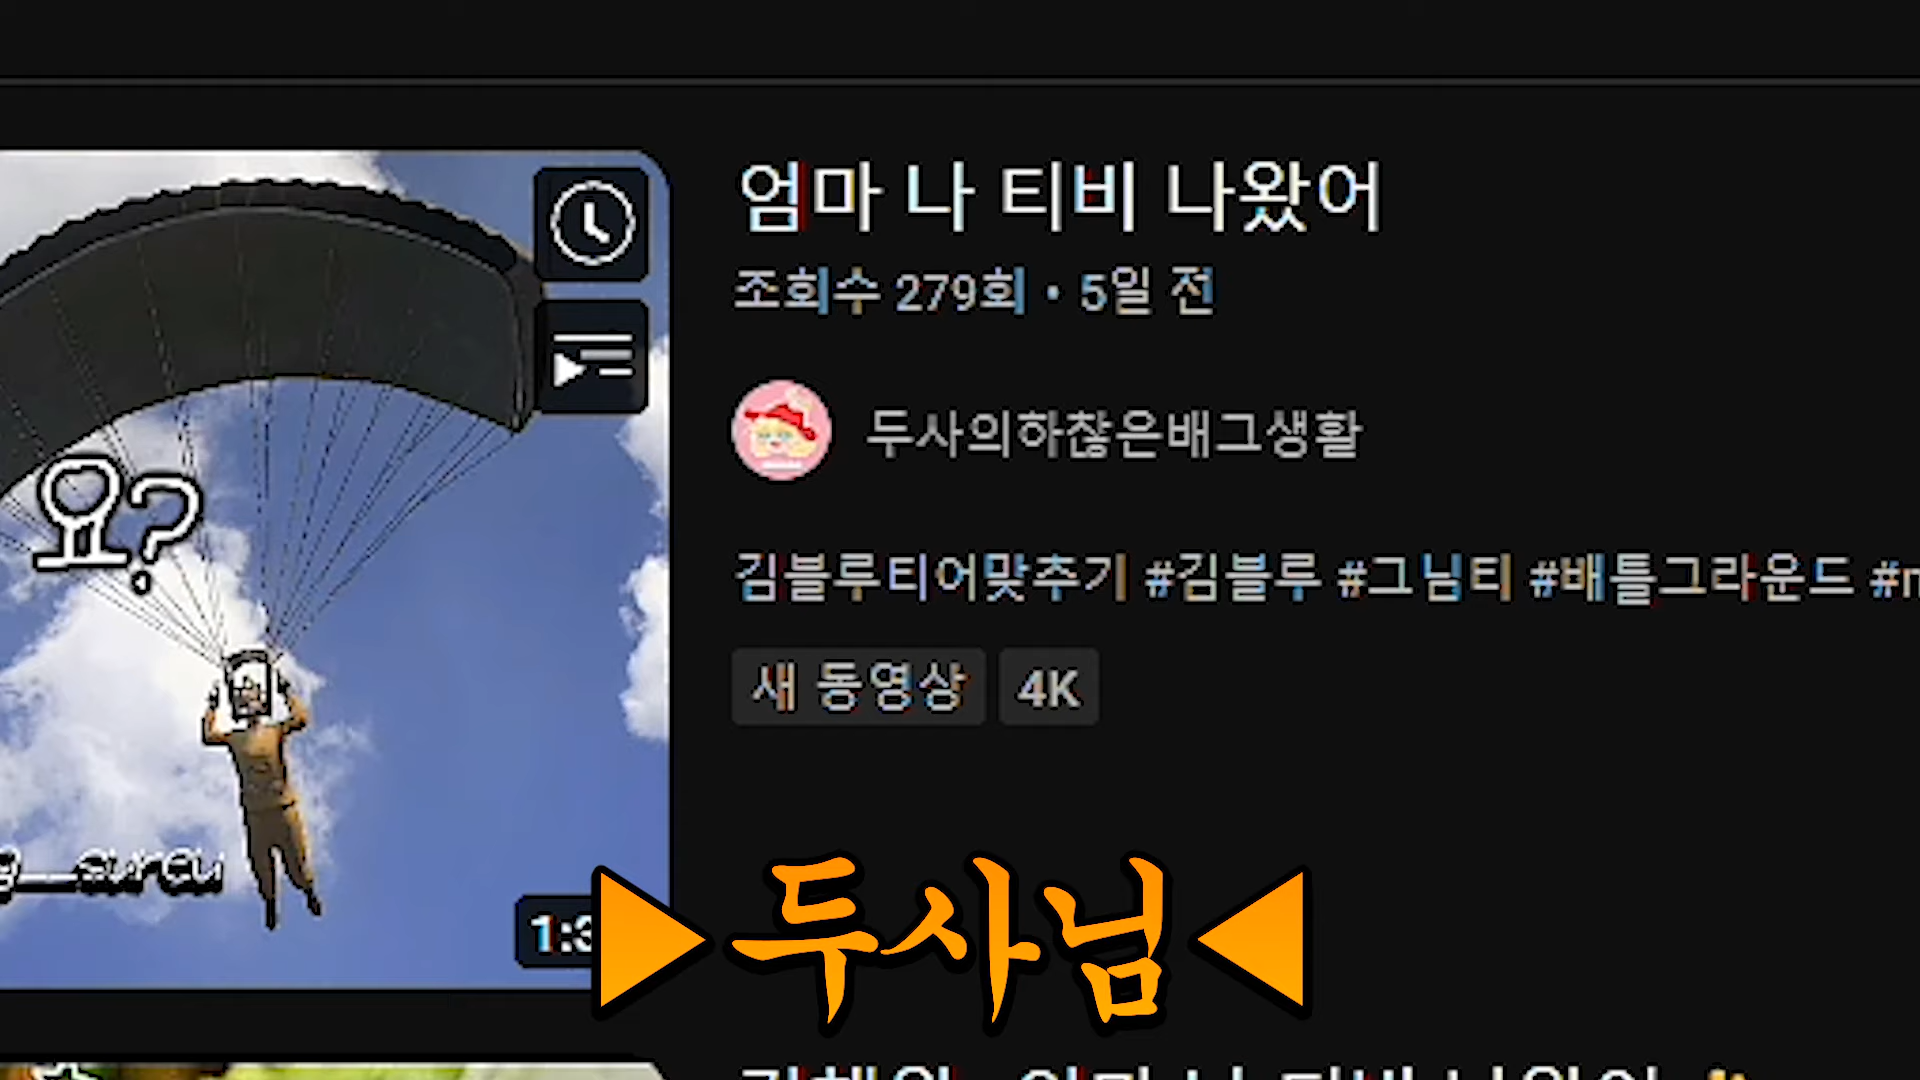 엄마 나 티비 나왔어
조회수 279회 • 5일 전
두사의하찮은배그생활
요?
김블루티어맞추기 #김블루 #그님티 #배틀그라운드
새 동영상
4K
▶두사님◀